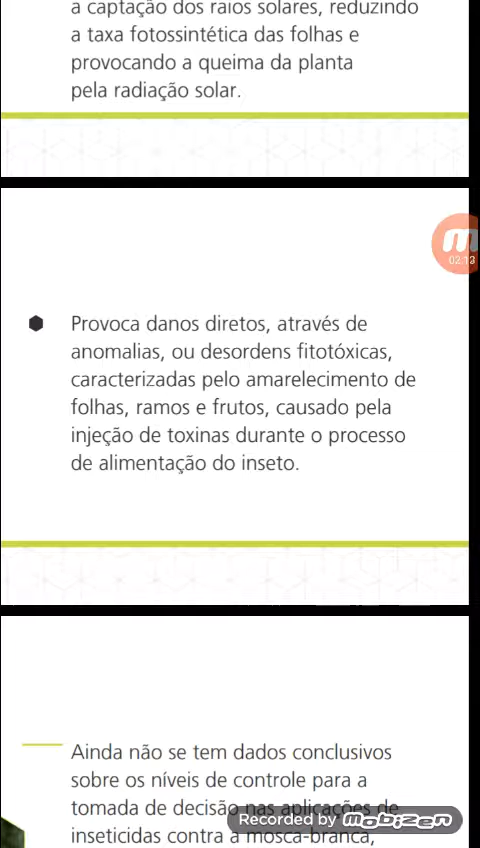 a captação dos raios solares, reduzindo
a taxa fotossintética das folhas e
provocando a queima da planta
pela radiação solar.
02:13
Provoca danos diretos, através de
anomalias, ou desordens fitotóxicas,
caracterizadas pelo amarelecimento de
folhas, ramos e frutos, causado pela
injeção de toxinas durante o processo
de alimentação do inseto.
Ainda não se tem dados conclusivos
sobre os níveis de controle para a
tomada de decisão nas aplicações de
Recorded by Mobizen
inseticidas contra a mosca-branca,